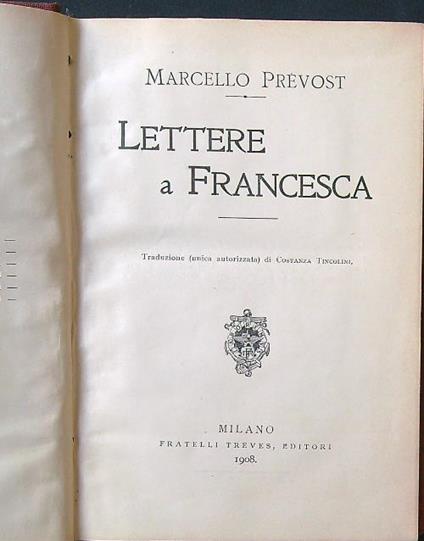 MARCELLO PRÉVOST
LETTERE
a FRANCESCA
Traduzione (unica autorizzata) di COSTANZA TINCOLINI.
MILANO
FRATELLI TREVES, EDITORI
1908.